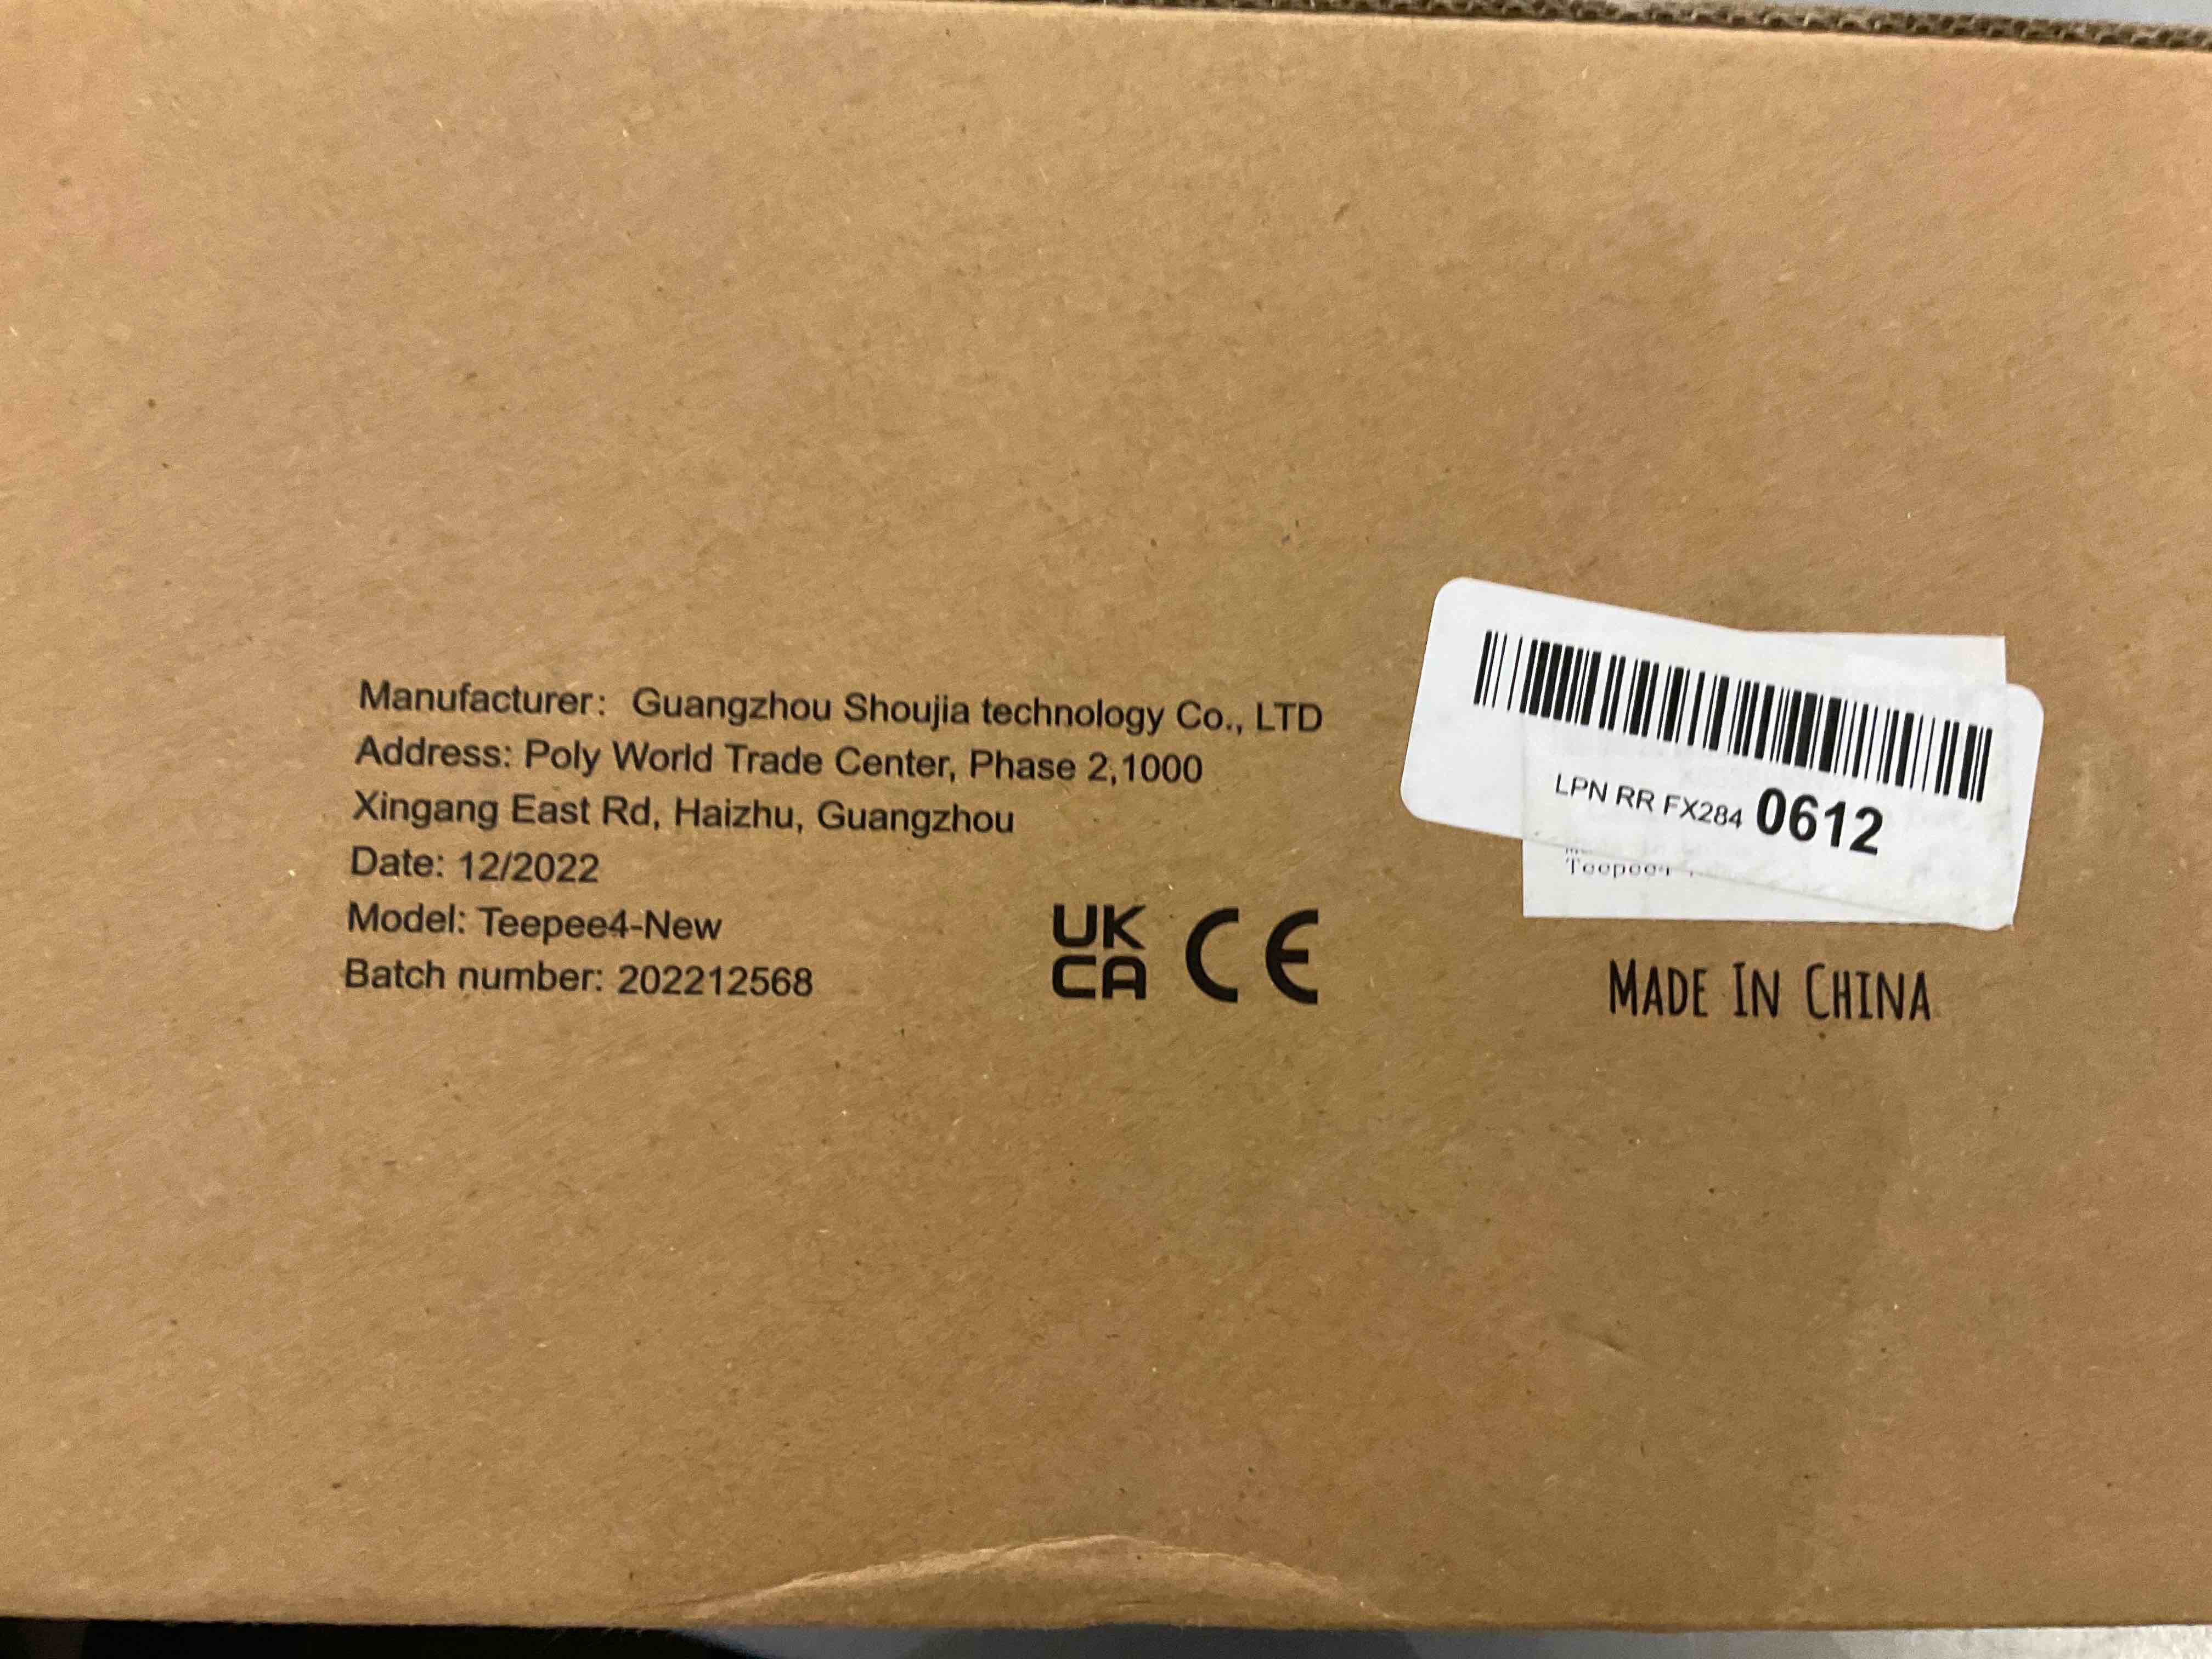 Manufacturer: Guangzhou Shoujia technology Co., LTD
Address: Poly World Trade Center, Phase 2,1000
Xingang East Rd, Haizhu, Guangzhou
Date: 12/2022
Model: Teepee4-New
Batch number: 202212568
UK
CA
CE
LPN RR FX284 0612
MADE IN CHINA